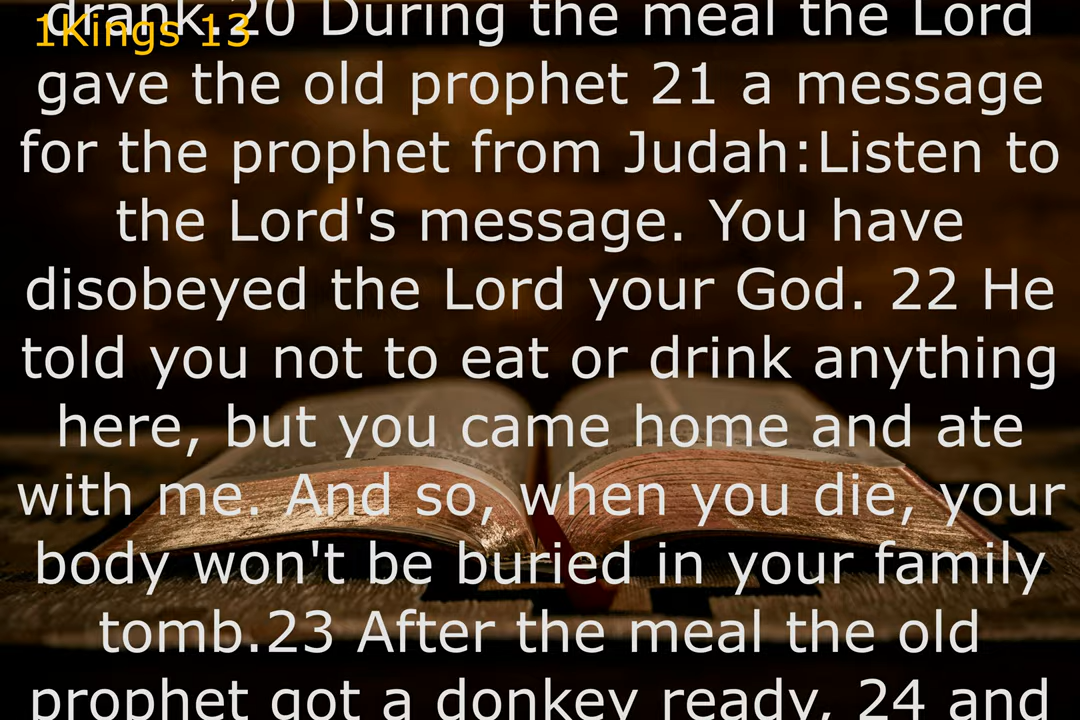 1Kings 13
drank.20 During the meal the Lord
gave the old prophet 21 a message
for the prophet from Judah:Listen to
the Lord's message. You have
disobeyed the Lord your God. 22 He
told you not to eat or drink anything
here, but you came home and ate
with me. And so, when you die, your
body won't be buried in your family
tomb.23 After the meal the old
prophet got a donkey ready, 24 and